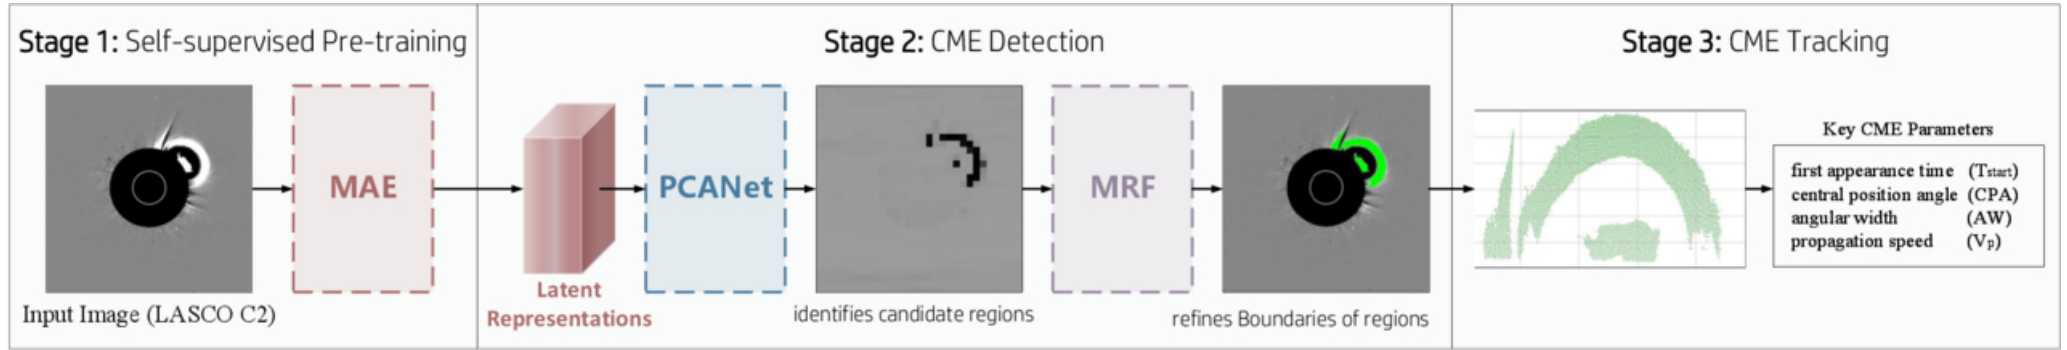 Stage 1: Self-supervised Pre-training
Input Image (LASCO C2)
MAE
Stage 2: CME Detection
Latent
Representations
PCANet
identifies candidate regions
MRF
refines Boundaries of regions
Stage 3: CME Tracking
Key CME Parameters
first appearance time (Tstart)
central position angle (CPA)
angular width (AW)
propagation speed (Vp)